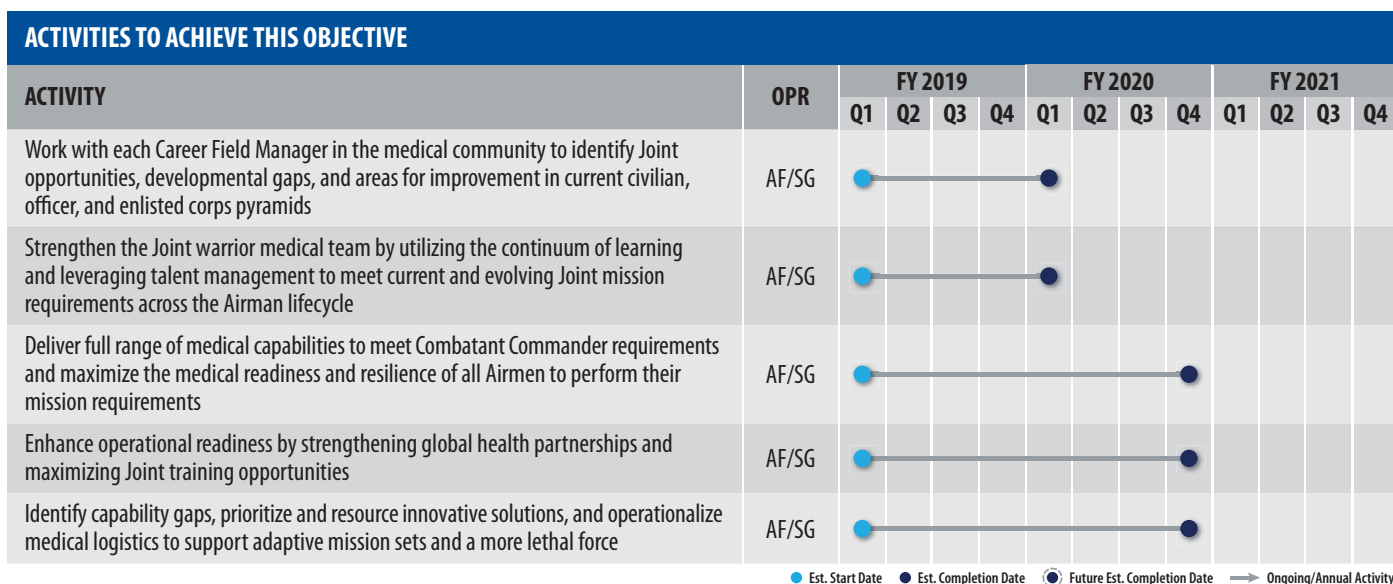 ACTIVITIES TO ACHIEVE THIS OBJECTIVE
ACTIVITY OPR FY 2019 FY 2020 FY 2021
Q1 Q2 Q3 Q4 Q1 Q2 Q3 Q4 Q1 Q2 Q3 Q4
Work with each Career Field Manager in the medical community to identify Joint
opportunities, developmental gaps, and areas for improvement in current civilian,
officer, and enlisted corps pyramids
AF/SG
Strengthen the Joint warrior medical team by utilizing the continuum of learning
and leveraging talent management to meet current and evolving Joint mission
requirements across the Airman lifecycle
AF/SG
Deliver full range of medical capabilities to meet Combatant Commander requirements
and maximize the medical readiness and resilience of all Airmen to perform their
mission requirements
AF/SG
Enhance operational readiness by strengthening global health partnerships and
maximizing Joint training opportunities
AF/SG
Identify capability gaps, prioritize and resource innovative solutions, and operationalize
medical logistics to support adaptive mission sets and a more lethal force
AF/SG
Est. Start Date Est. Completion Date Future Est. Completion Date Ongoing/Annual Activity